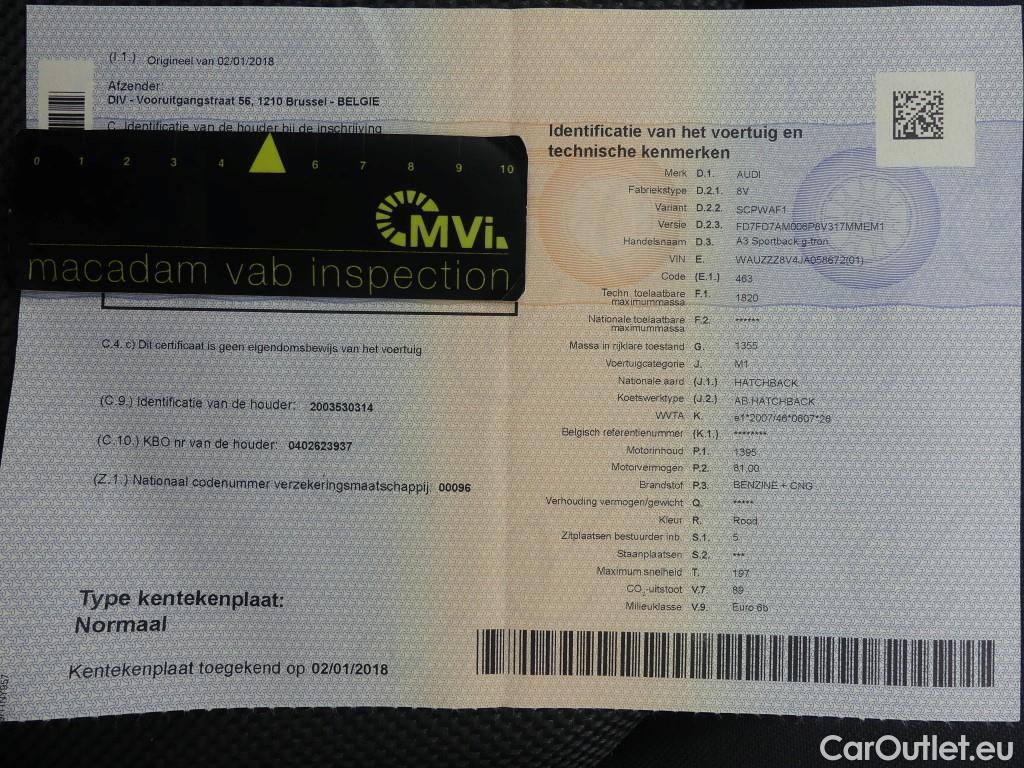 (I.1.) Origineel van 02/01/2018
Afzender:
DIV - Vooruitgangstraat 56, 1210 Brussel - BELGIE
C. Identificatie van de houder bij de inschrijving
0 1 2 3 4 6 7 8 9 10
MVi.
macadam vab inspection
C.4. c) Dit certificaat is geen eigendomsbewijs van het voertuig
(C.9.) Identificatie van de houder: 2003530314
(C.10.) KBO nr van de houder: 0402623937
(Z.1.) Nationaal codenummer verzekeringsmaatschappij: 00096
Type kentekenplaat:
Normaal
Kentekenplaat toegekend op 02/01/2018
Identificatie van het voertuig en
technische kenmerken
Merk D.1. AUDI
Fabriekstype D.2.1. 8V
Variant D.2.2. SCPWAF1
Versie D.2.3. FD7FD7AM006P6V317MMEM1
Handelsnaam D.3. A3 Sportback g-tron
VIN E. WAUZZZ8V4JA058672(01)
Code (E.1.) 463
Techn. toelaatbare
maximummassa F.1. 1820
Nationale toelaatbare
maximummassa F.2. ******
Massa in rijklare toestand G. 1355
Voertuigcategorie J. M1
Nationale aard (J.1.) HATCHBACK
Koetswerktype (J.2.) AB HATCHBACK
WVTA K. e1*2007/46*0607*26
Belgisch referentienummer (K.1.) ********
Motorinhoud P.1. 1395
Motorvermogen P.2. 81,00
Brandstof P.3. BENZINE + CNG
Verhouding vermogen/gewicht Q. *****
Kleur R. Rood
Zitplaatsen bestuurder inb. S.1. 5
Staanplaatsen S.2. ***
Maximum snelheid T. 197
CO2-uitstoot V.7. 89
Milieuklasse V.9. Euro 6b
CarOutlet.eu